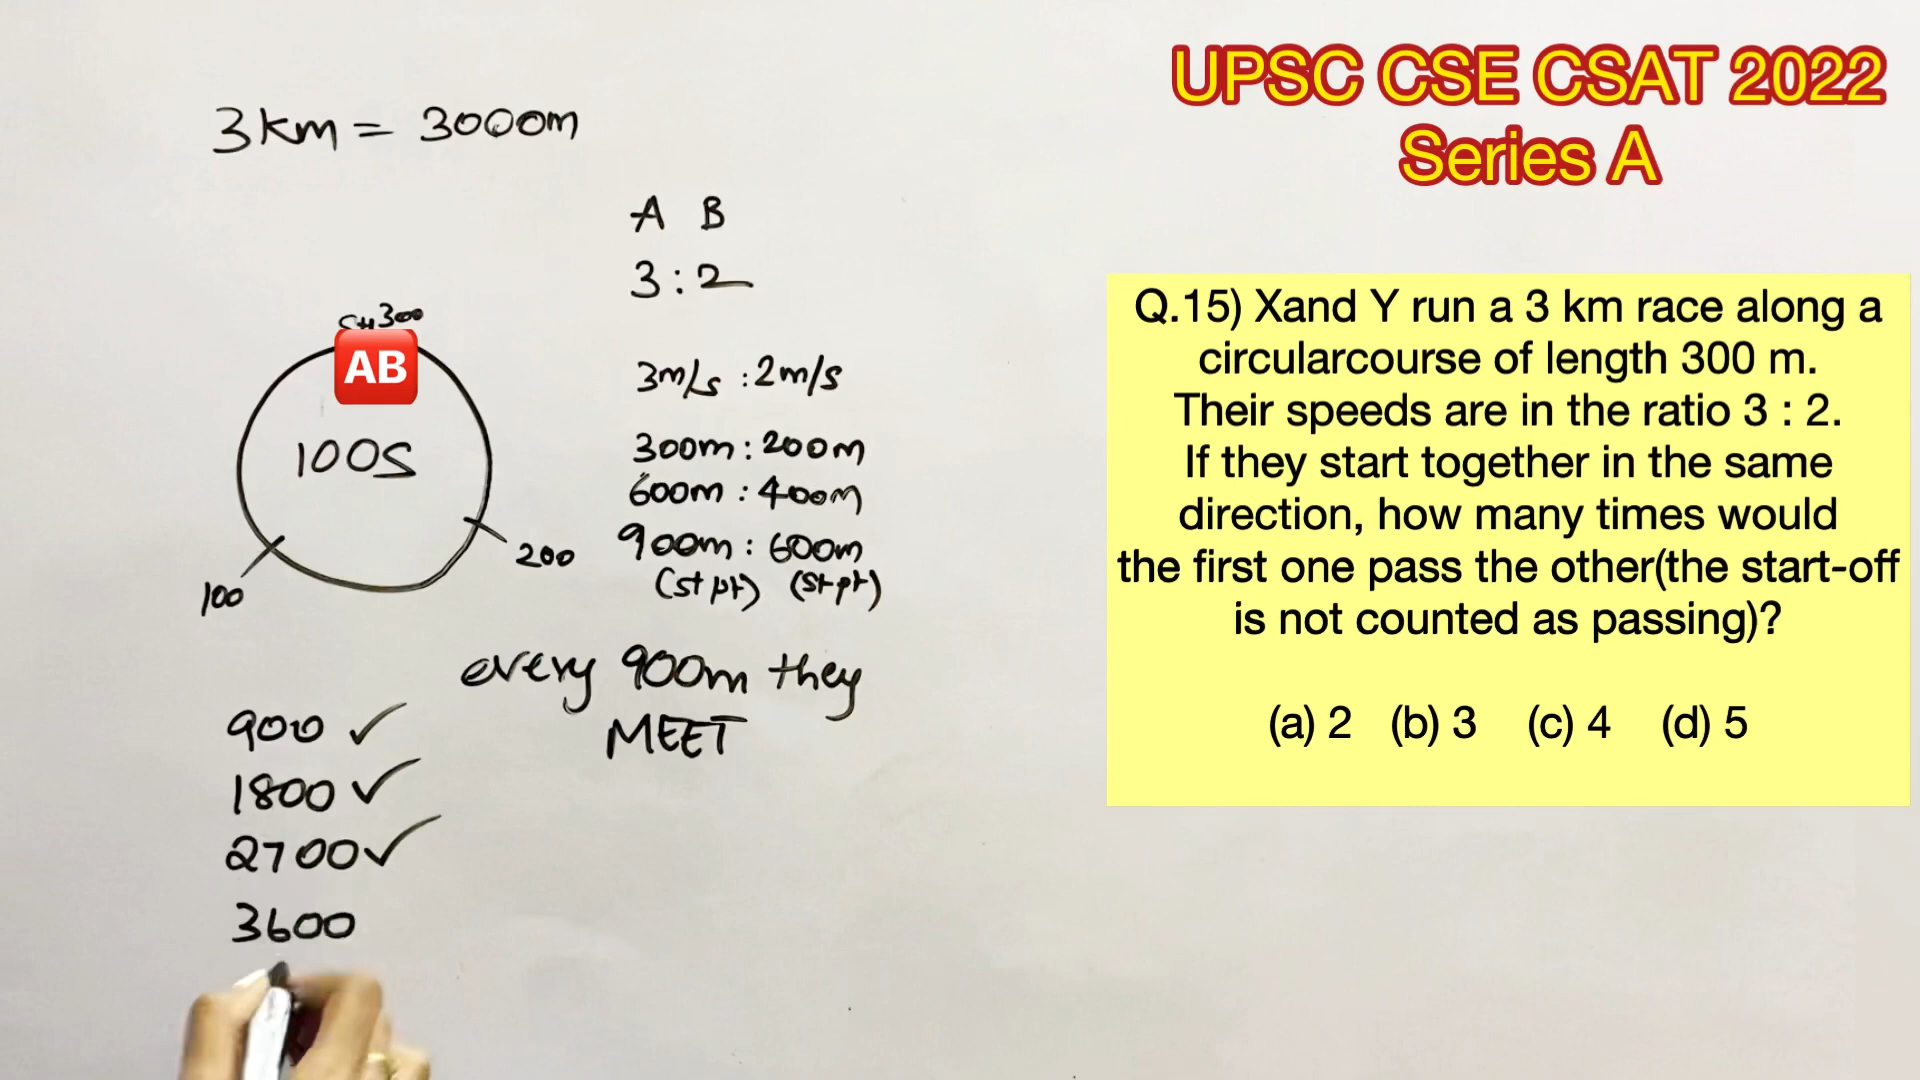 UPSC CSE CSAT 2022
Series A
3km = 3000m
A B
3 : 2
300
AB
100S
200
100
3m/s : 2m/s
300m : 200m
600m : 400m
900m : 600m
(st pt) (st pt)
every 900m they
MEET
900 ✓
1800 ✓
2700 ✓
3600
Q.15) Xand Y run a 3 km race along a
circularcourse of length 300 m.
Their speeds are in the ratio 3 : 2.
If they start together in the same
direction, how many times would
the first one pass the other(the start-off
is not counted as passing)?
(a) 2 (b) 3 (c) 4 (d) 5